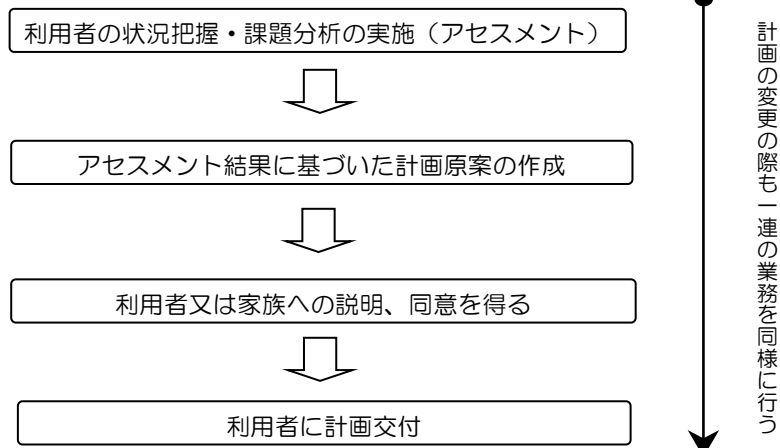 利用者の状況把握・課題分析の実施（アセスメント）
アセスメント結果に基づいた計画原案の作成
利用者又は家族への説明、同意を得る
利用者に計画交付
計画の変更の際も一連の業務を同様に行う